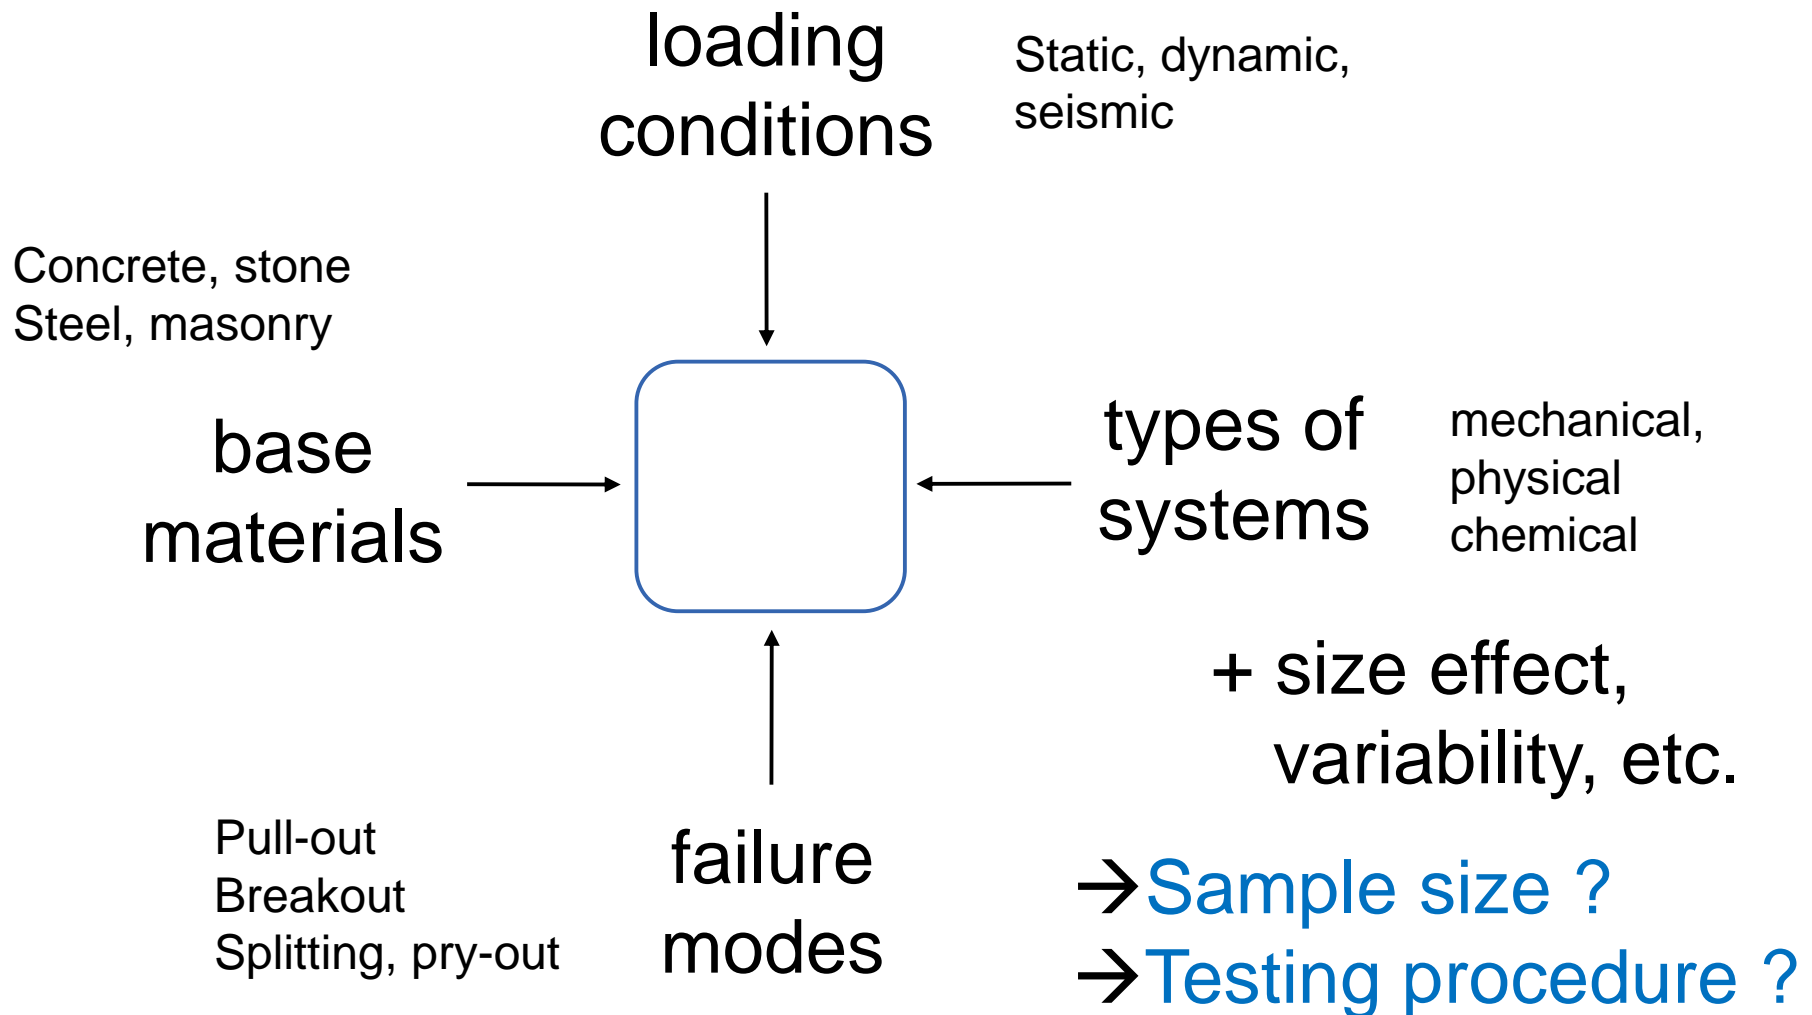 loading
conditions
Static, dynamic,
seismic
Concrete, stone
Steel, masonry
base
materials
types of
systems
mechanical,
physical
chemical
+ size effect,
variability, etc.
Pull-out
Breakout
Splitting, pry-out
failure
modes
→Sample size ?
→Testing procedure ?